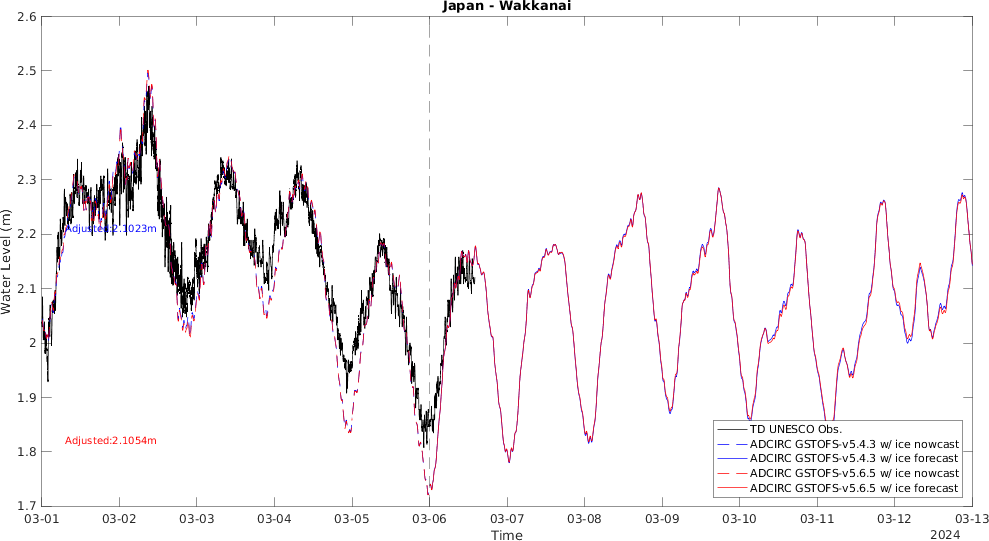 Japan - Wakkanai
2.6
2.5
2.4
2.3
2.2
2.1
2
1.9
1.8
1.7
Water Level (m)
Adjusted:2.1023m
Adjusted:2.1054m
TD UNESCO Obs.
ADCIRC GSTOFS-v5.4.3 w/ ice nowcast
ADCIRC GSTOFS-v5.4.3 w/ ice forecast
ADCIRC GSTOFS-v5.6.5 w/ ice nowcast
ADCIRC GSTOFS-v5.6.5 w/ ice forecast
03-01 03-02 03-03 03-04 03-05 03-06 03-07 03-08 03-09 03-10 03-11 03-12 03-13
Time
2024